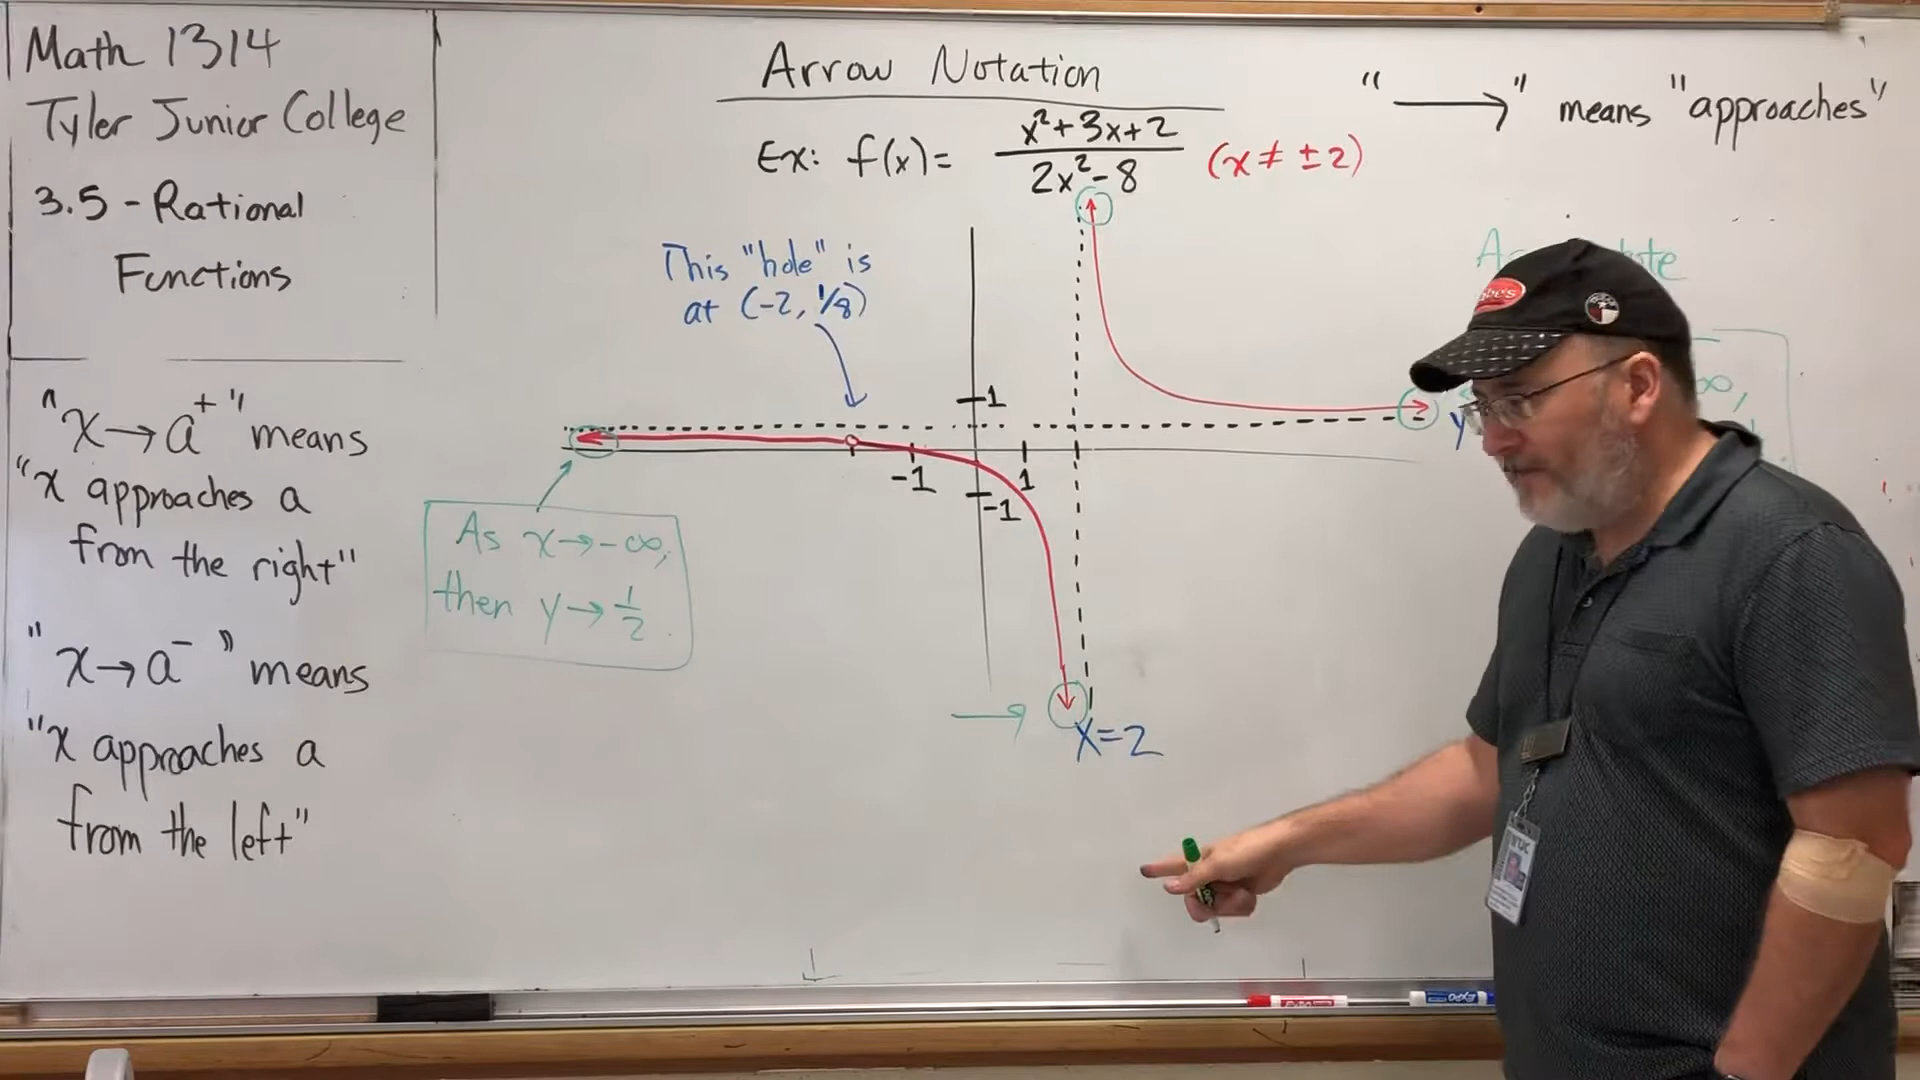 Math 1314
Tyler Junior College
3.5 - Rational
Functions
Arrow Notation
Ex: f(x) = x²+3x+2 / 2x²-8 (x ≠ ±2)
"⟶" means "approaches"
This "hole" is
at (-2, 1/8)
"x→a⁺" means
"x approaches a
from the right"
"x→a⁻" means
"x approaches a
from the left"
1
-1
1
-1
As x→-∞,
then y→1/2.
x=2
y
∞,